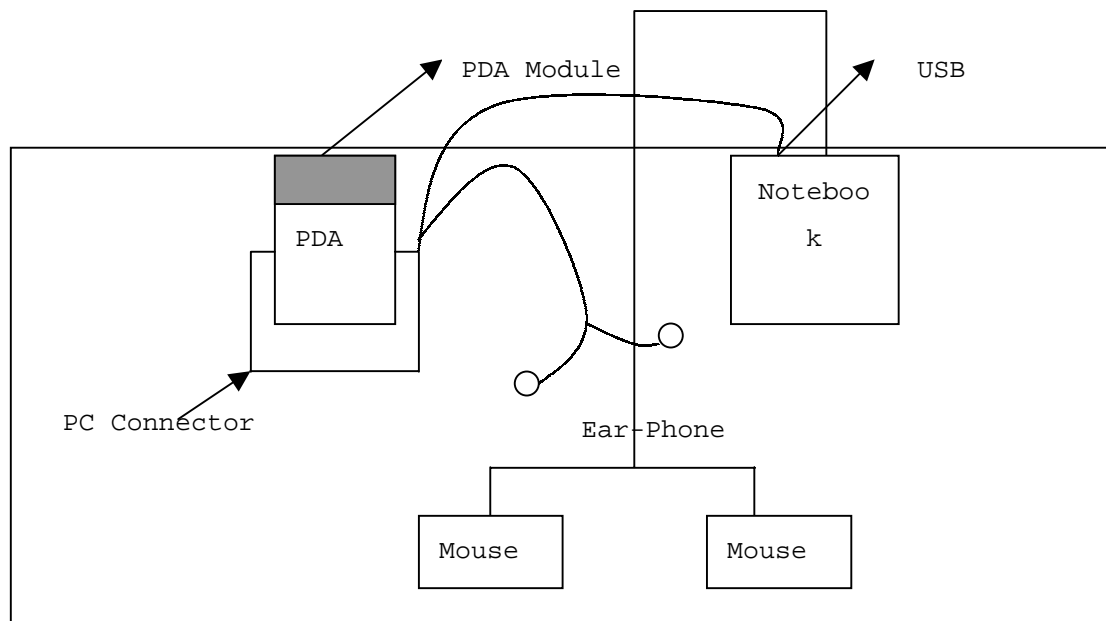 PDA Module
USB
Noteboo
k
PDA
PC Connector
Ear-Phone
Mouse
Mouse